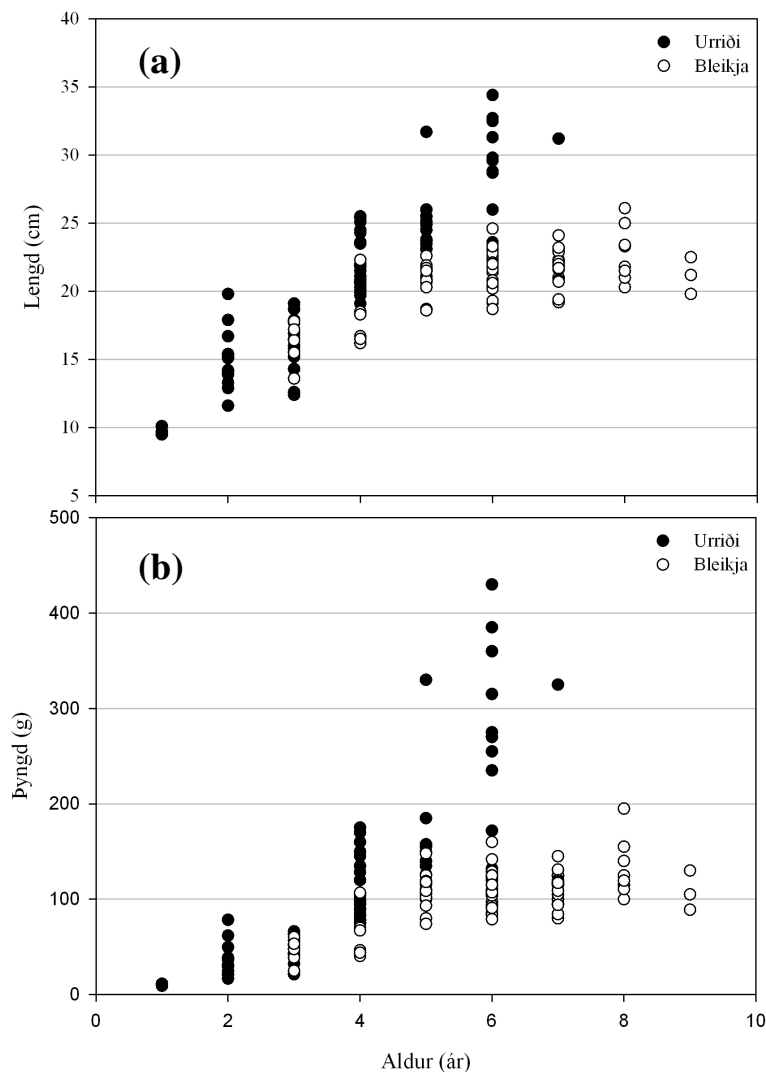 40
35
30
25
20
15
10
5
Lengd (cm)
(a)
Urriði
Bleikja
500
400
300
200
100
0
Þyngd (g)
(b)
Urriði
Bleikja
0 2 4 6 8 10
Aldur (ár)